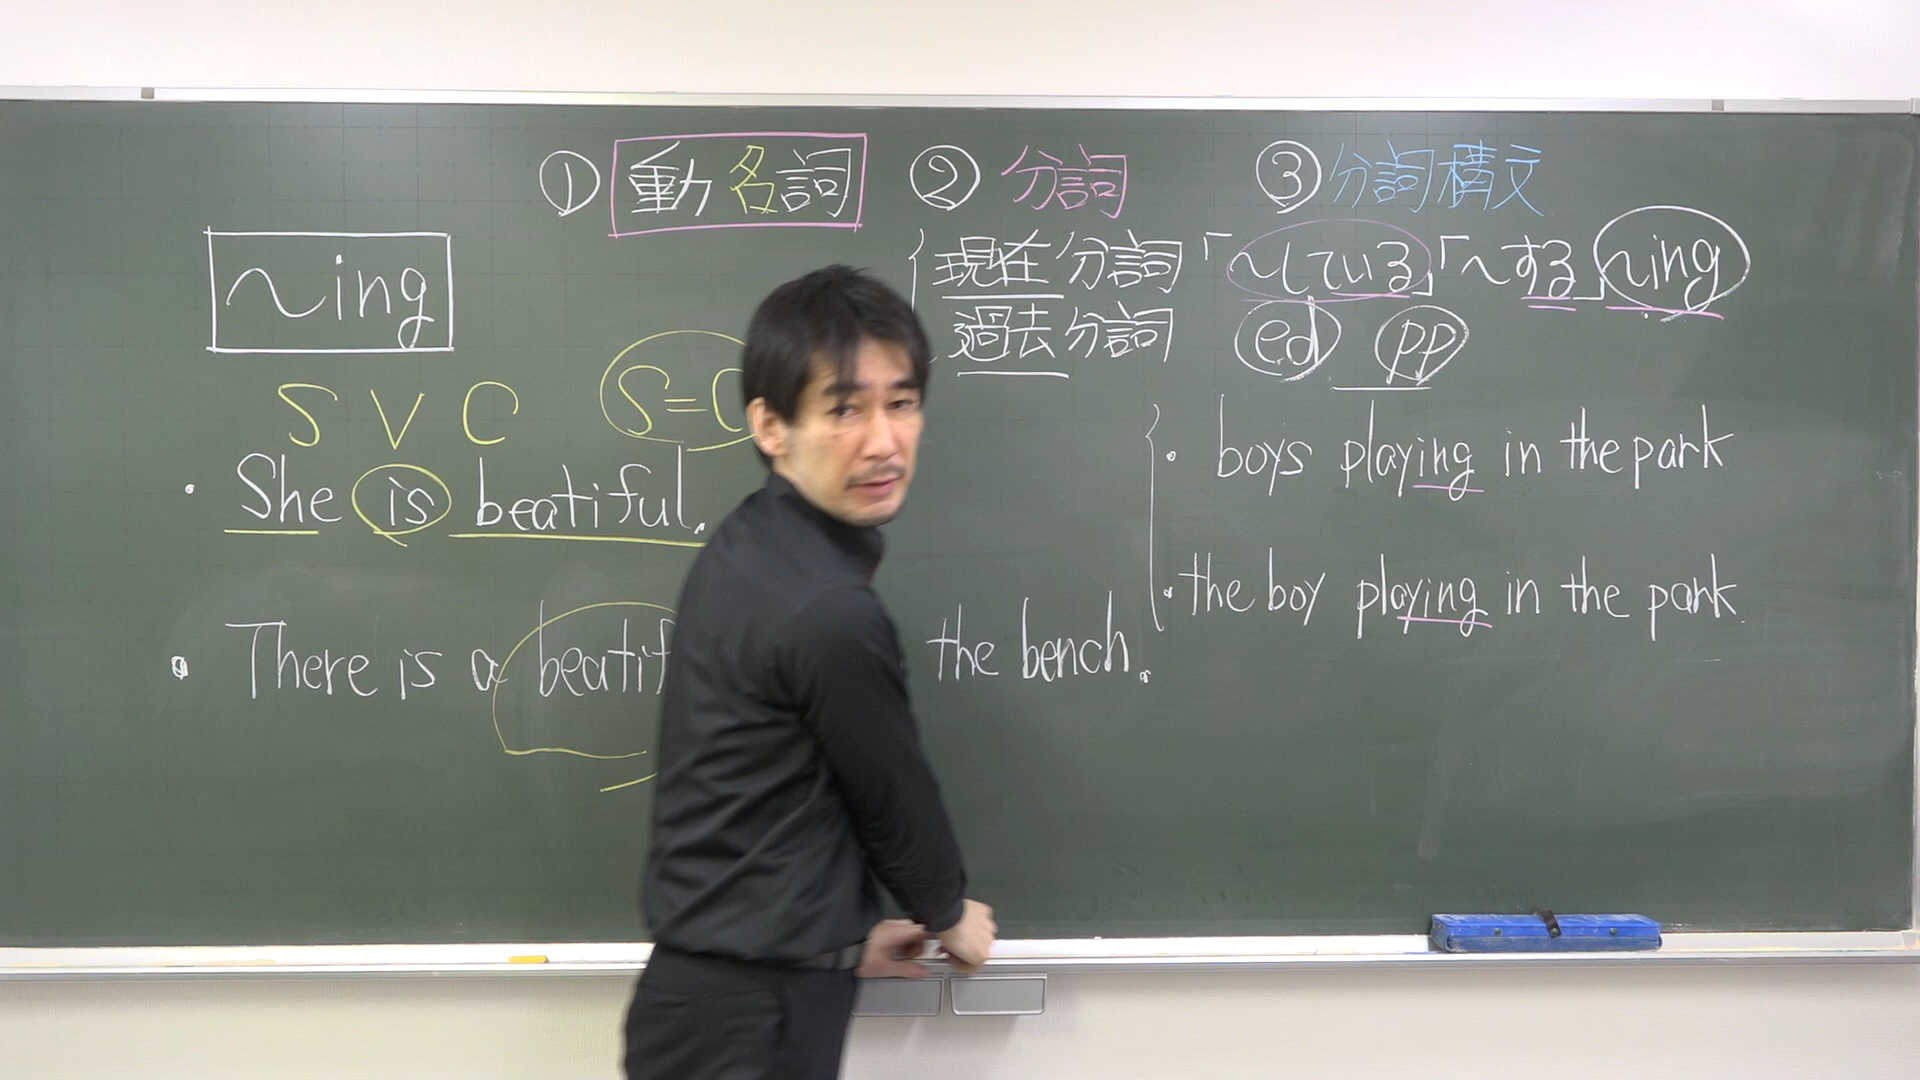 ① 動名詞 ② 分詞 ③ 分詞構文
~ing
現在分詞「~している」「~する」~ing
過去分詞 ed pp
S V C S=C
・She is beatiful.
・There is a beatif the bench.
・boys playing in the park
・the boy playing in the park.